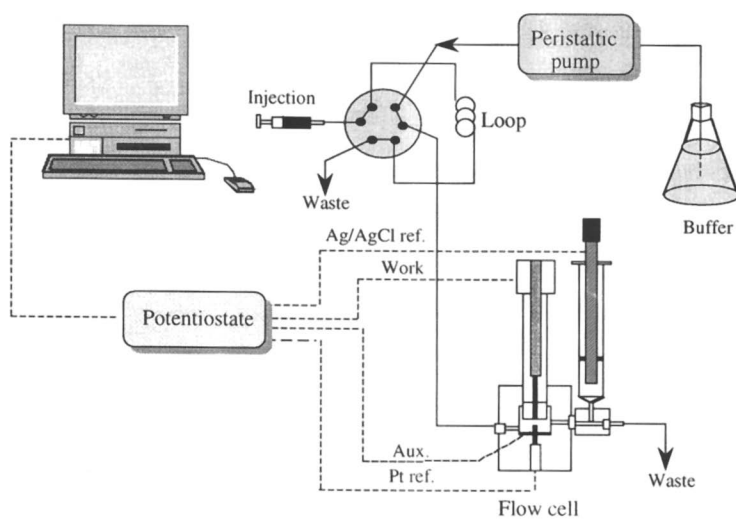 Peristaltic
pump
Injection
Loop
Waste
Buffer
Ag/AgCl ref.
Work
Potentiostate
Aux.
Pt ref.
Waste
Flow cell